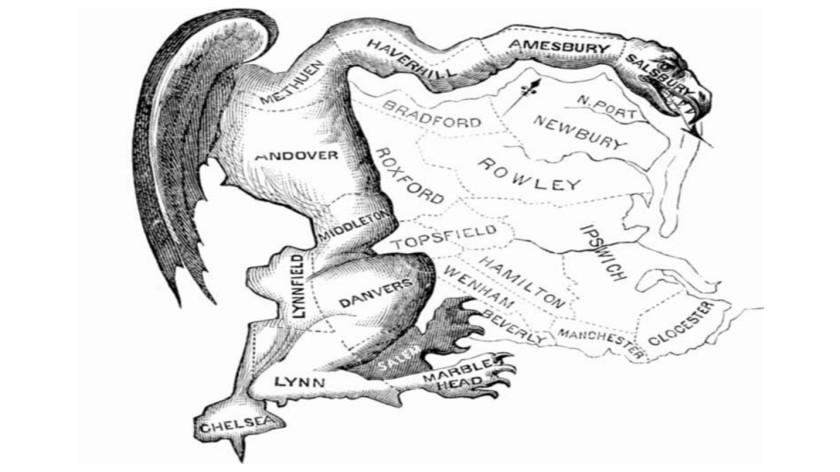 HAVERHILL
AMESBURY
SALSBURY
METHUEN
N.PORT
BRADFORD
NEWBURY
ANDOVER
ROXFORD
ROWLEY
MIDDLETON
TOPSFIELD
IPSWICH
LYNNFIELD
DANVERS
HAMILTON
WENHAM
BEVERLY
MANCHESTER
CLOCESTER
SALEM
LYNN
MARBLE
HEAD
CHELSEA